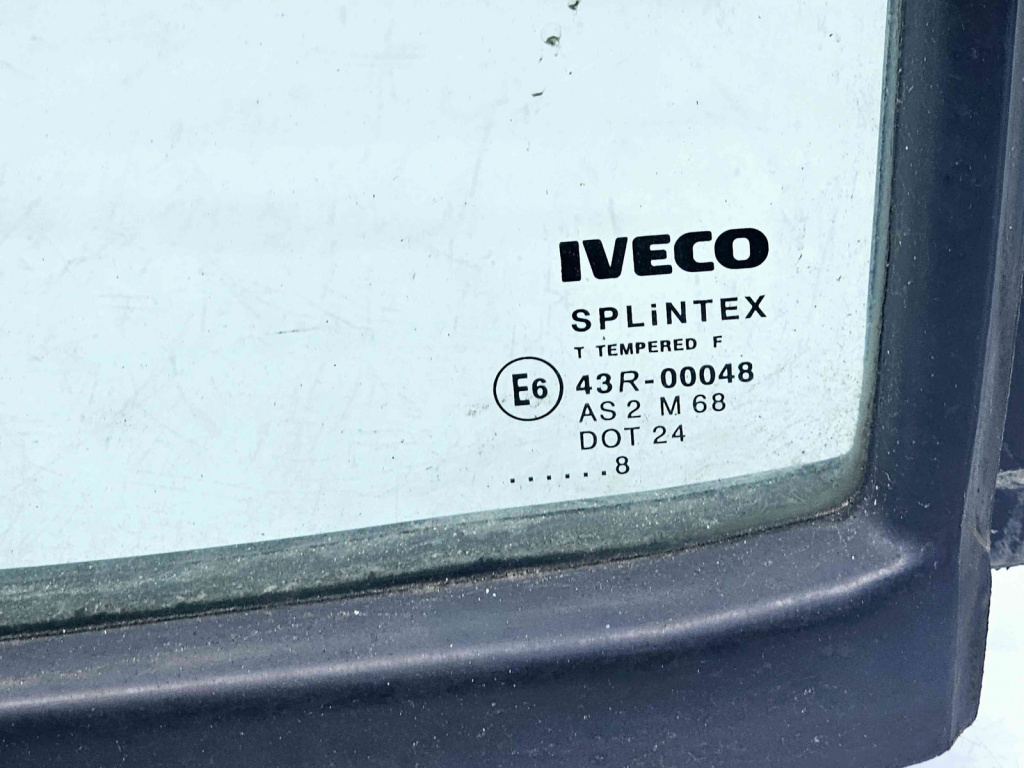 IVECO
SPLiNTEX
T TEMPERED F
E6 43R-00048
AS 2 M 68
DOT 24
......8